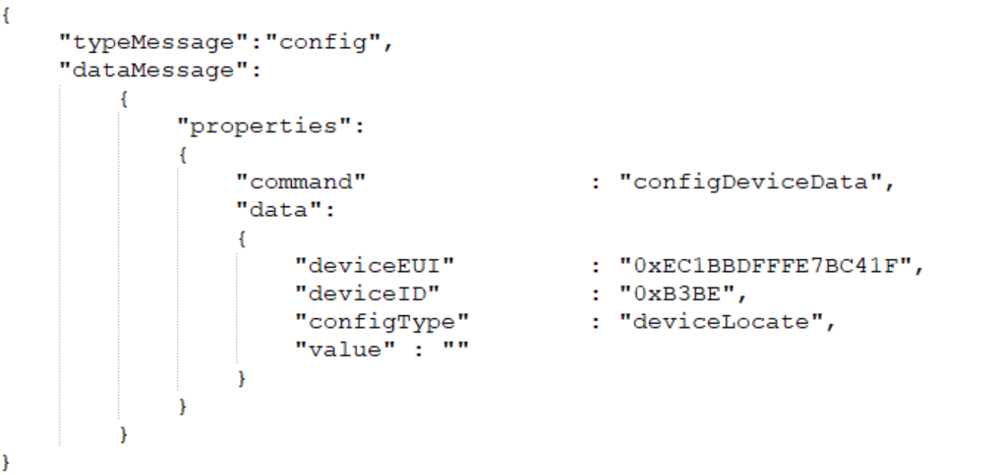 {
"typeMessage":"config",
"dataMessage":
{
"properties":
{
"command" : "configDeviceData",
"data":
{
"deviceEUI" : "0xEC1BBDFFFE7BC41F",
"deviceID" : "0xB3BE",
"configType" : "deviceLocate",
"value" : ""
}
}
}
}